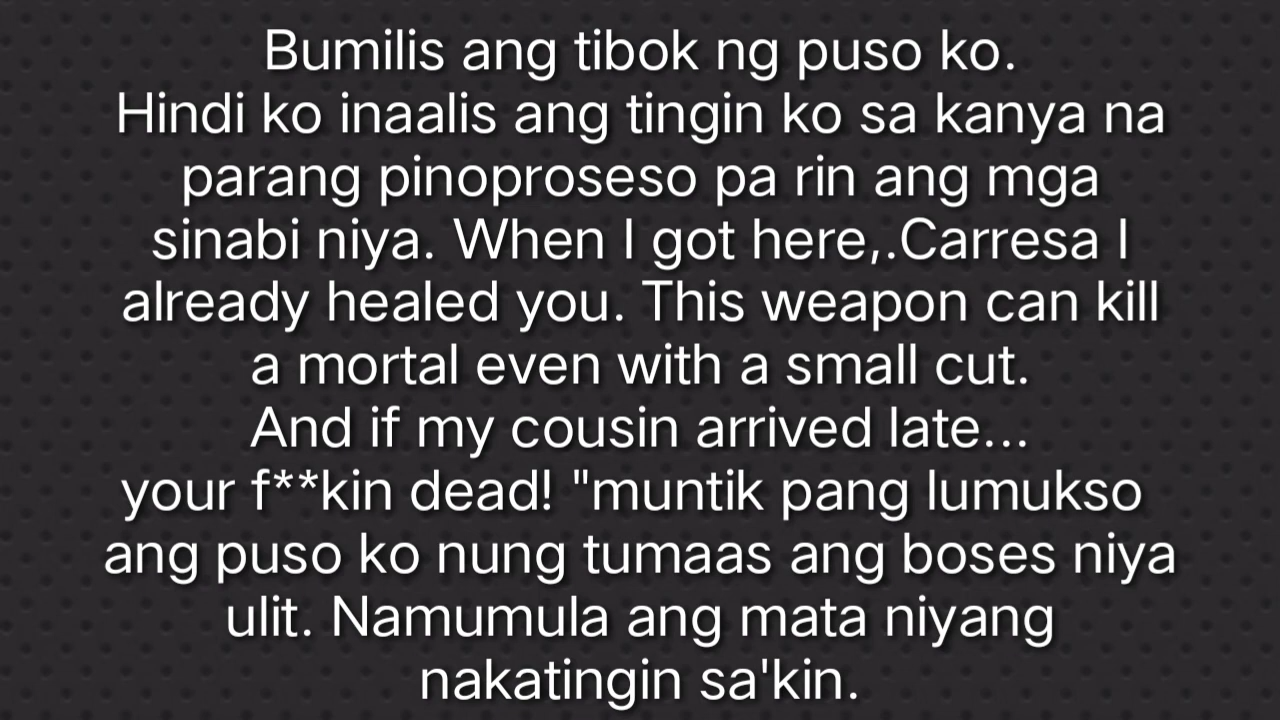 Bumilis ang tibok ng puso ko.
Hindi ko inaalis ang tingin ko sa kanya na
parang pinoproseso pa rin ang mga
sinabi niya. When I got here,.Carresa I
already healed you. This weapon can kill
a mortal even with a small cut.
And if my cousin arrived late...
your f**kin dead! "muntik pang lumukso
ang puso ko nung tumaas ang boses niya
ulit. Namumula ang mata niyang
nakatingin sa'kin.